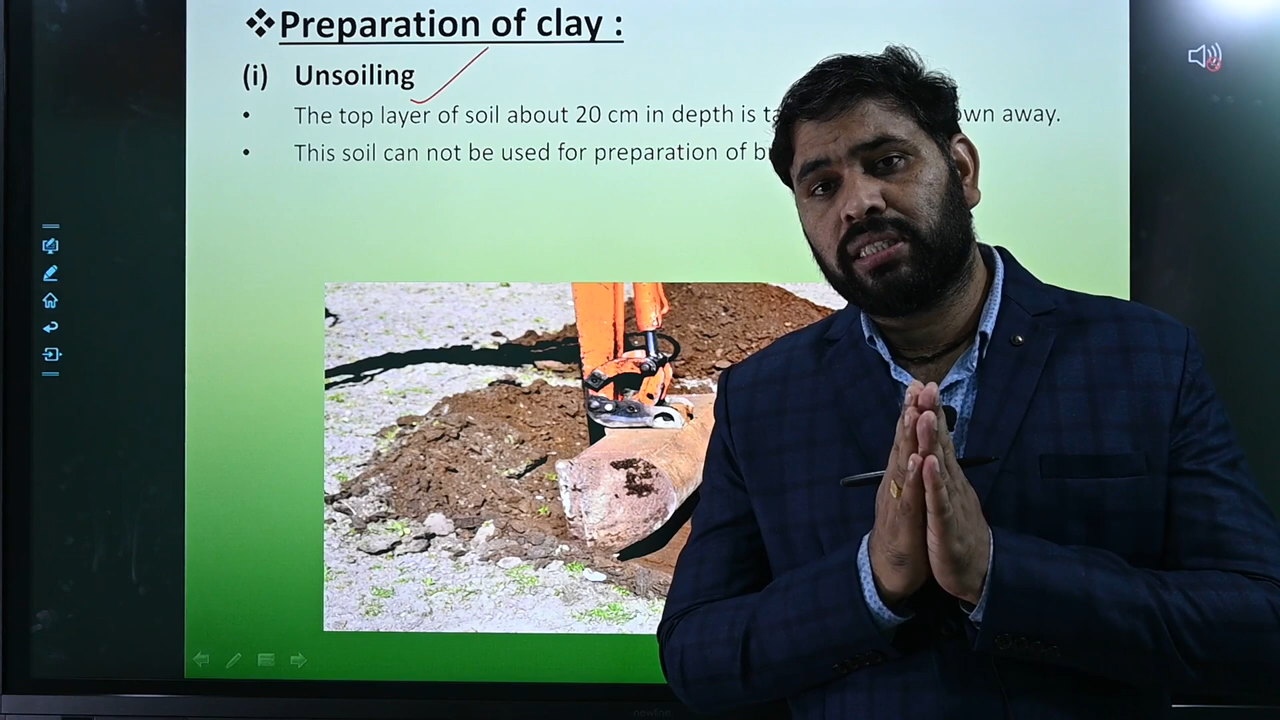 ❖Preparation of clay :
(i) Unsoiling
• The top layer of soil about 20 cm in depth is own away.
• This soil can not be used for preparation of
newline